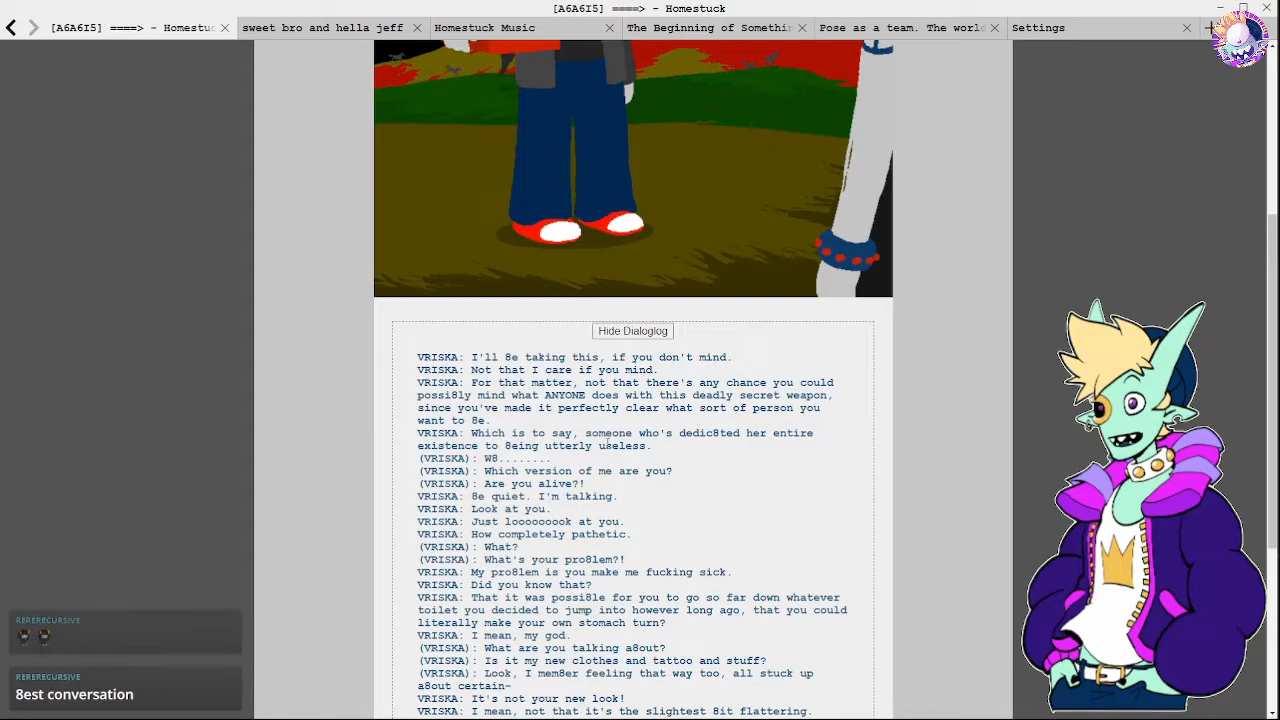 [A6A6I5] ====> - Homestuck
[A6A6I5] ====> - Homestuc
sweet bro and hella jeff
Homestuck Music
The Beginning of Somethin
Pose as a team. The world
Settings
Hide Dialoglog
VRISKA: I'll 8e taking this, if you don't mind.
VRISKA: Not that I care if you mind.
VRISKA: For that matter, not that there's any chance you could
possi8ly mind what ANYONE does with this deadly secret weapon,
since you've made it perfectly clear what sort of person you
want to 8e.
VRISKA: Which is to say, someone who's dedic8ted her entire
existence to 8eing utterly useless.
(VRISKA): W8........
(VRISKA): Which version of me are you?
(VRISKA): Are you alive?!
VRISKA: 8e quiet. I'm talking.
VRISKA: Look at you.
VRISKA: Just looooooook at you.
VRISKA: How completely pathetic.
(VRISKA): What?
(VRISKA): What's your pro8lem?!
VRISKA: My pro8lem is you make me fucking sick.
VRISKA: Did you know that?
VRISKA: That it was possi8le for you to go so far down whatever
toilet you decided to jump into however long ago, that you could
literally make your own stomach turn?
VRISKA: I mean, my god.
(VRISKA): What are you talking a8out?
(VRISKA): Is it my new clothes and tattoo and stuff?
(VRISKA): Look, I mem8er feeling that way too, all stuck up
a8out certain-
VRISKA: It's not your new look!
VRISKA: I mean, not that it's the slightest 8it flattering.
RERERECURSIVE
RERERECURSIVE
8est conversation